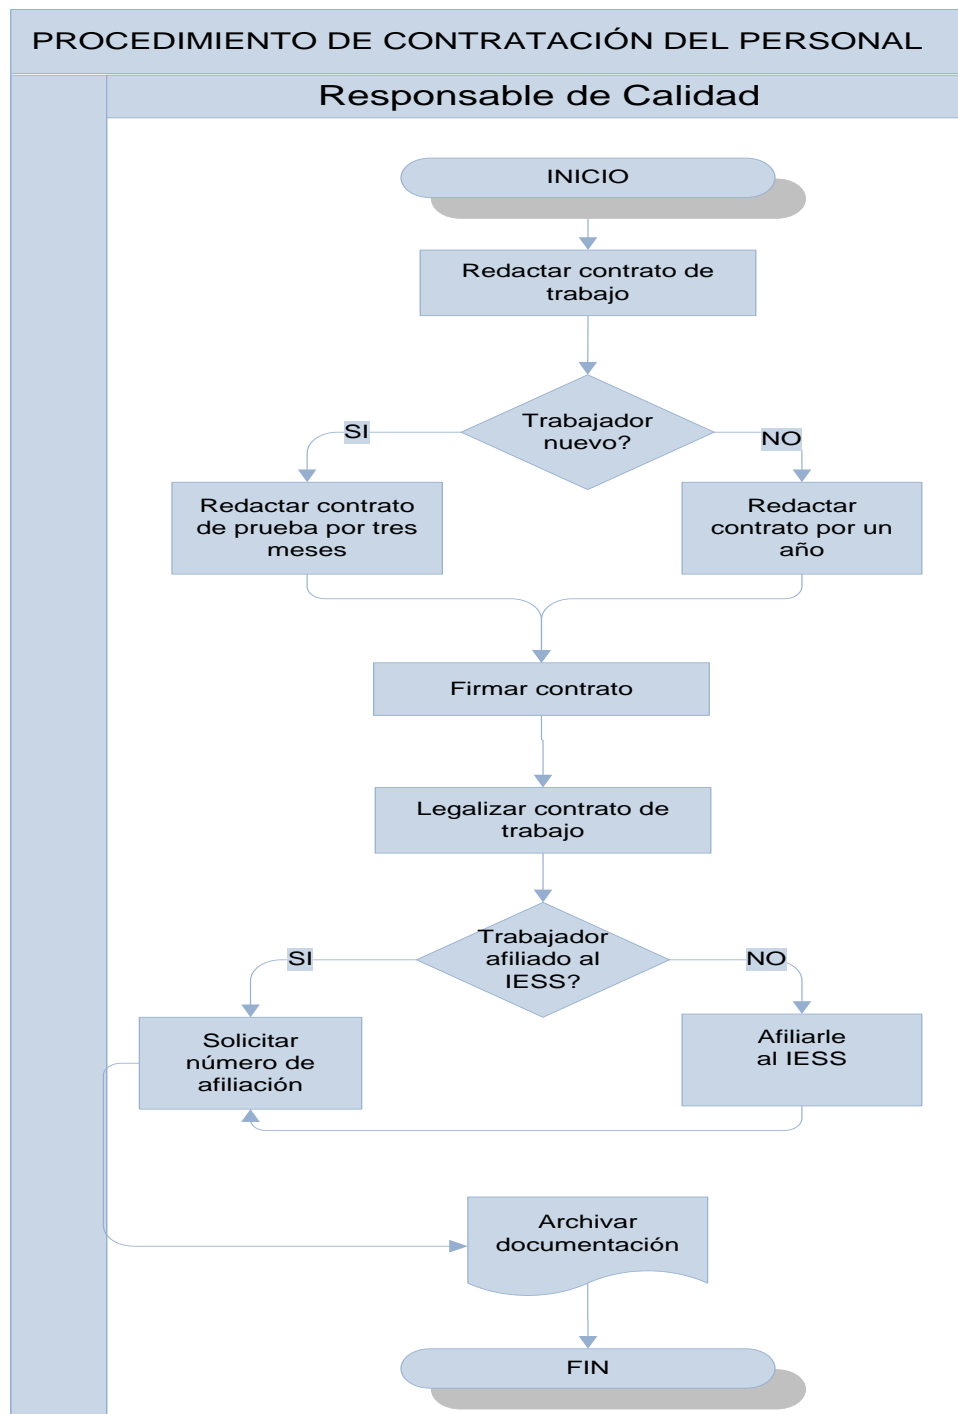 PROCEDIMIENTO DE CONTRATACIÓN DEL PERSONAL
Responsable de Calidad
INICIO
Redactar contrato de
trabajo
Trabajador
nuevo?
SI
NO
Redactar contrato
de prueba por tres
meses
Redactar
contrato por un
año
Firmar contrato
Legalizar contrato de
trabajo
Trabajador
afiliado al
IESS?
SI
NO
Solicitar
número de
afiliación
Afiliarle
al IESS
Archivar
documentación
FIN